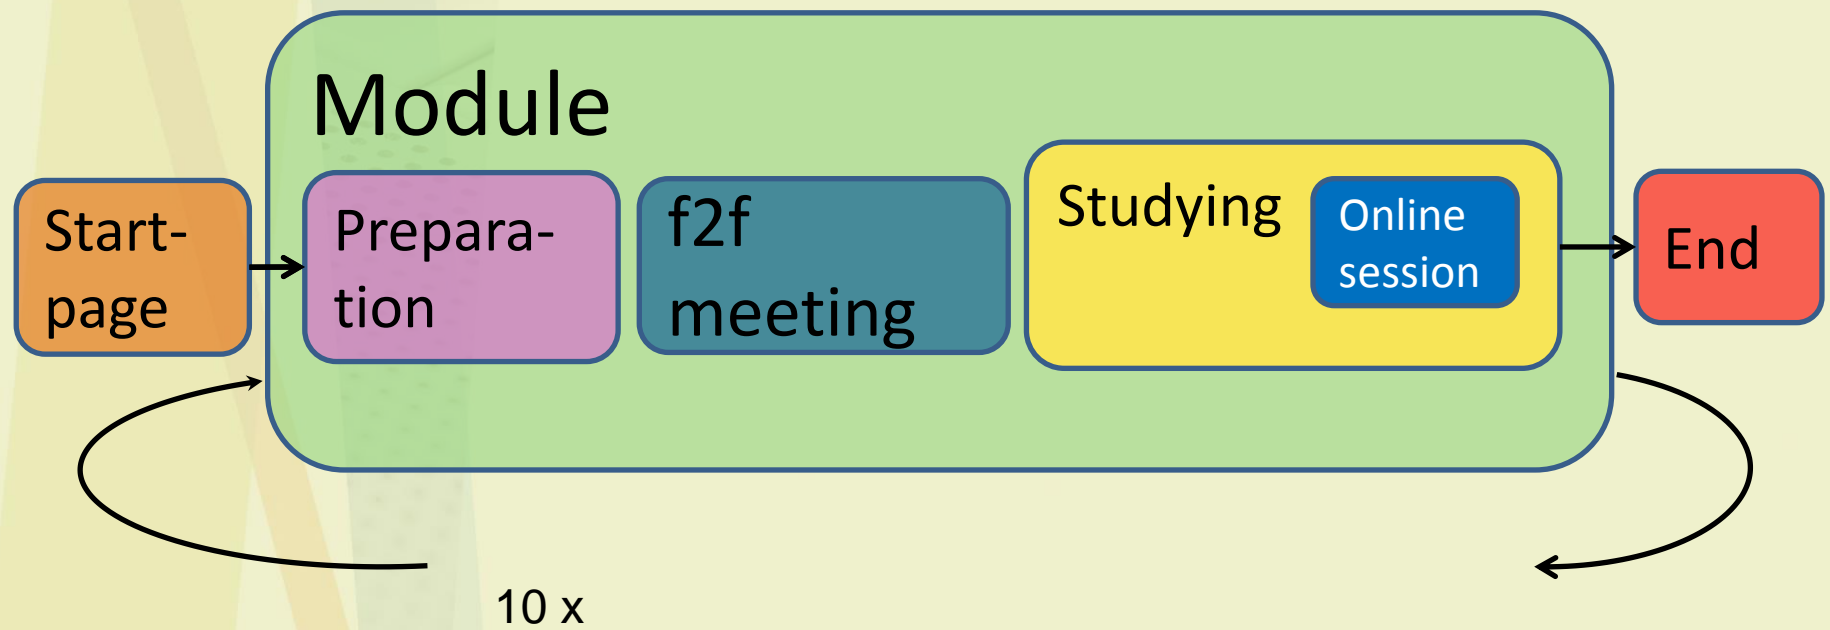 Module
Start-
page
Prepara-
tion
f2f
meeting
Studying
Online
session
End
10 x